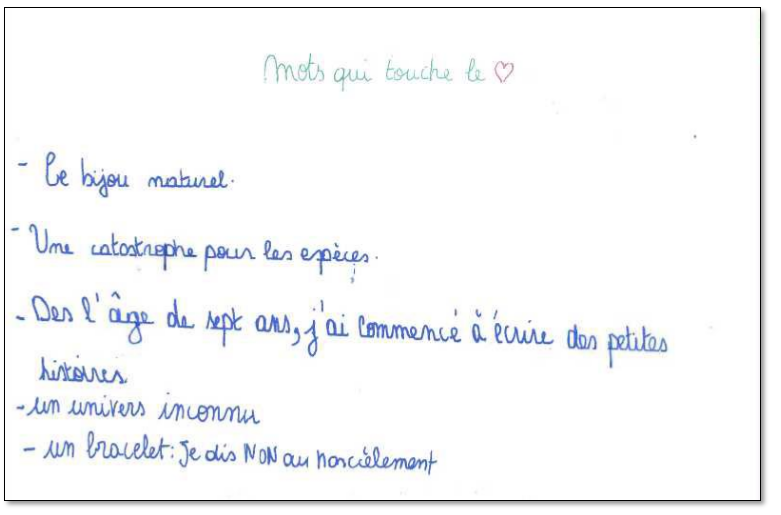 Mots qui touche le ♡
- Ce bijou naturel.
- Une catastrophe pour les espèces.
- Des l'âge de sept ans, j'ai commencé à écrire des petites
histoires
- un univers inconnu
- un bracelet : Je dis NON au harcèlement